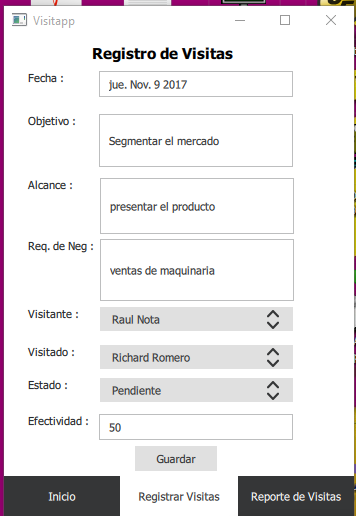 Visitapp
Registro de Visitas
Fecha :
jue. Nov. 9 2017
Objetivo :
Segmentar el mercado
Alcance :
presentar el producto
Req. de Neg :
ventas de maquinaria
Visitante :
Raul Nota
Visitado :
Richard Romero
Estado :
Pendiente
Efectividad :
50
Guardar
Inicio
Registrar Visitas
Reporte de Visitas